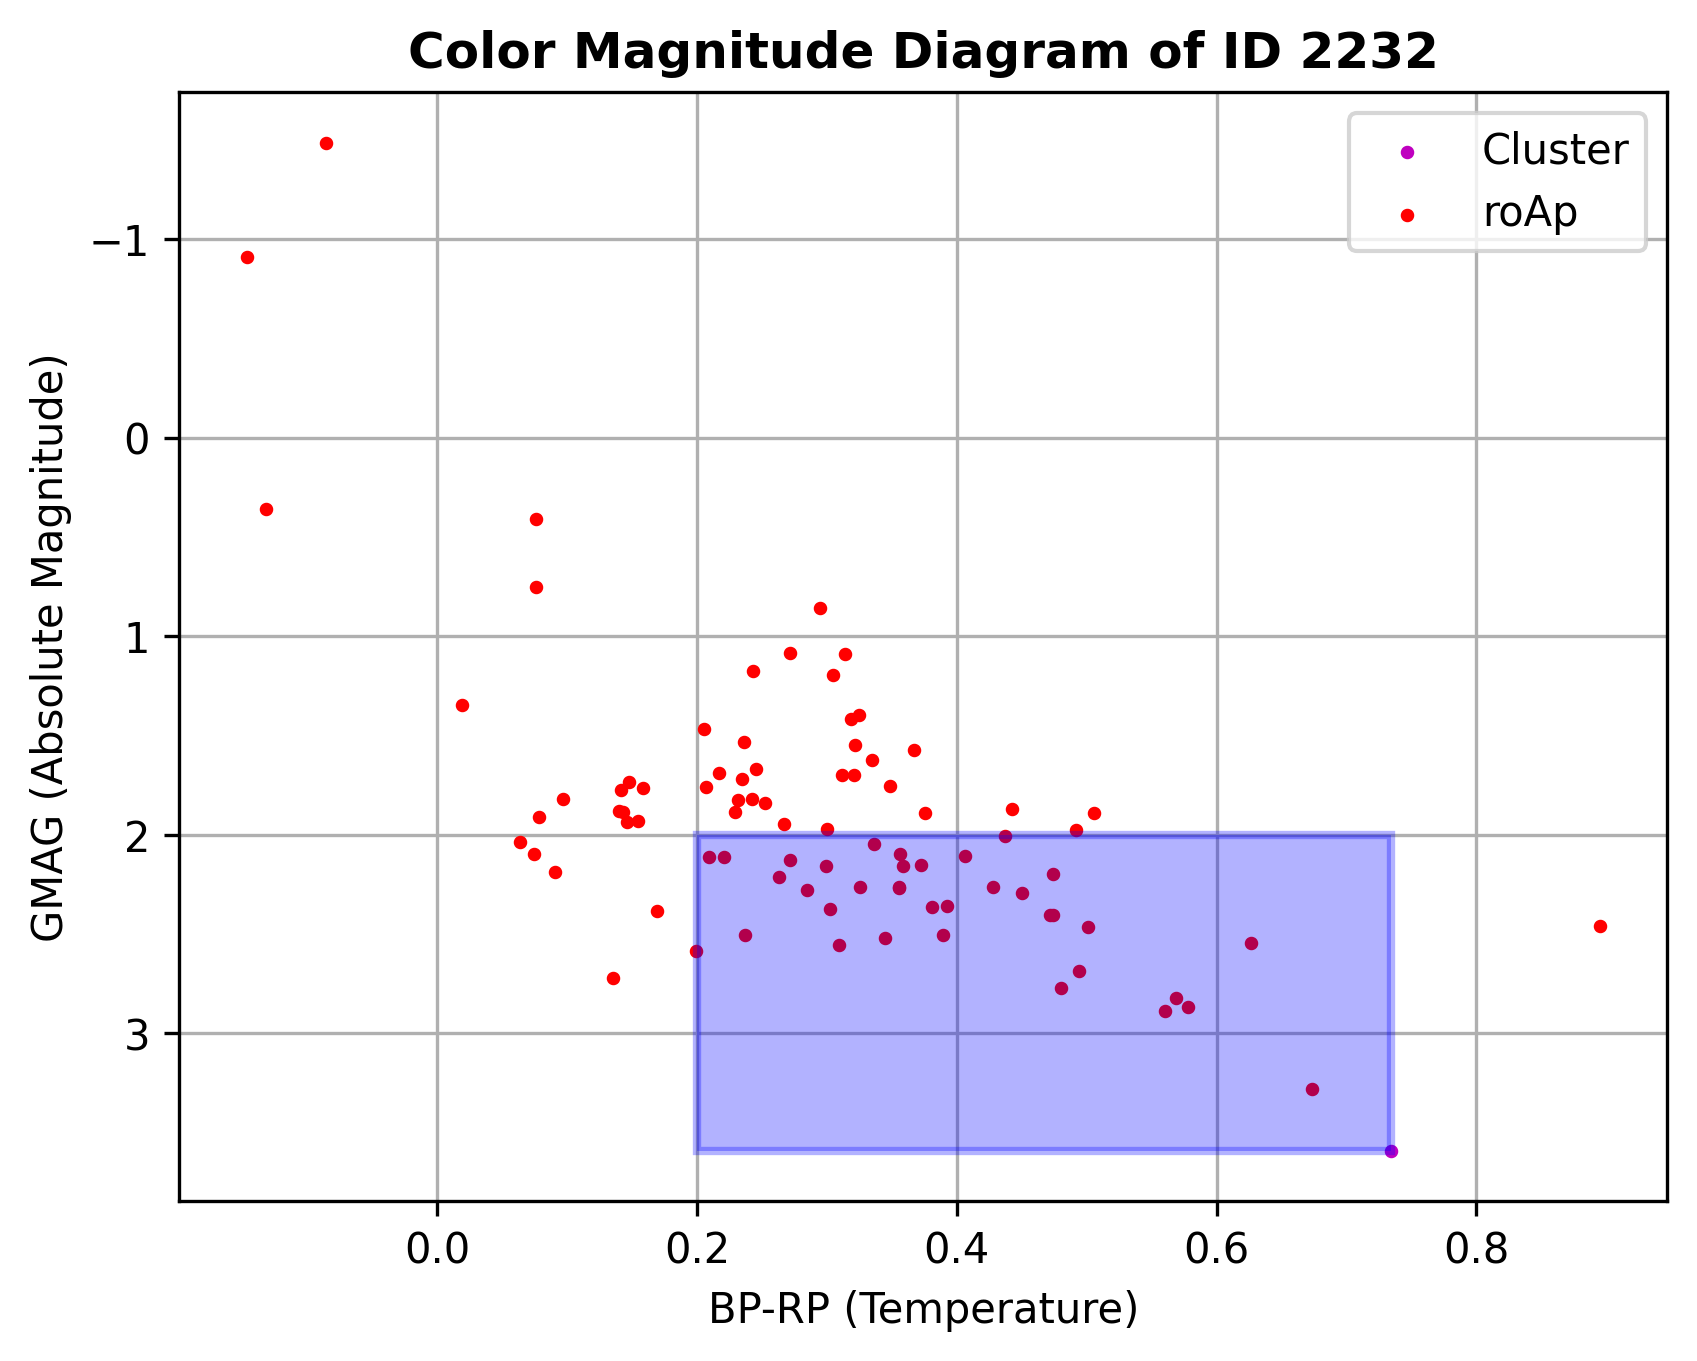 Color Magnitude Diagram of ID 2232
Cluster
roAp
GMAG (Absolute Magnitude)
−1
0
1
2
3
0.0 0.2 0.4 0.6 0.8
BP-RP (Temperature)